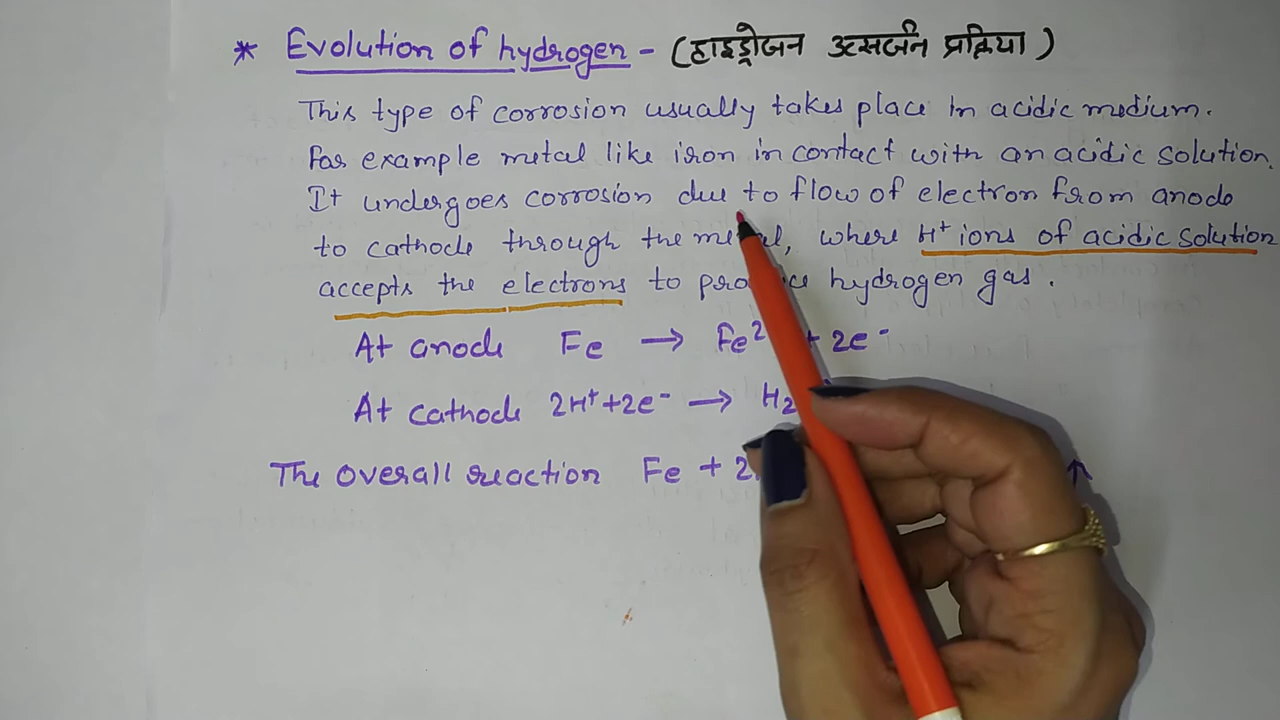 * Evolution of hydrogen - (हाइड्रोजन उत्सर्जन प्रक्रिया)
This type of corrosion usually takes place in acidic medium.
For example metal like iron in contact with an acidic solution.
It undergoes corrosion due to flow of electron from anode
to cathode through the metal, where H⁺ ions of acidic solution
accepts the electrons to produce hydrogen gas.
At anode Fe → Fe² + 2e⁻
At cathode 2H⁺+2e⁻ → H₂
The overall reaction Fe + 2 ↑